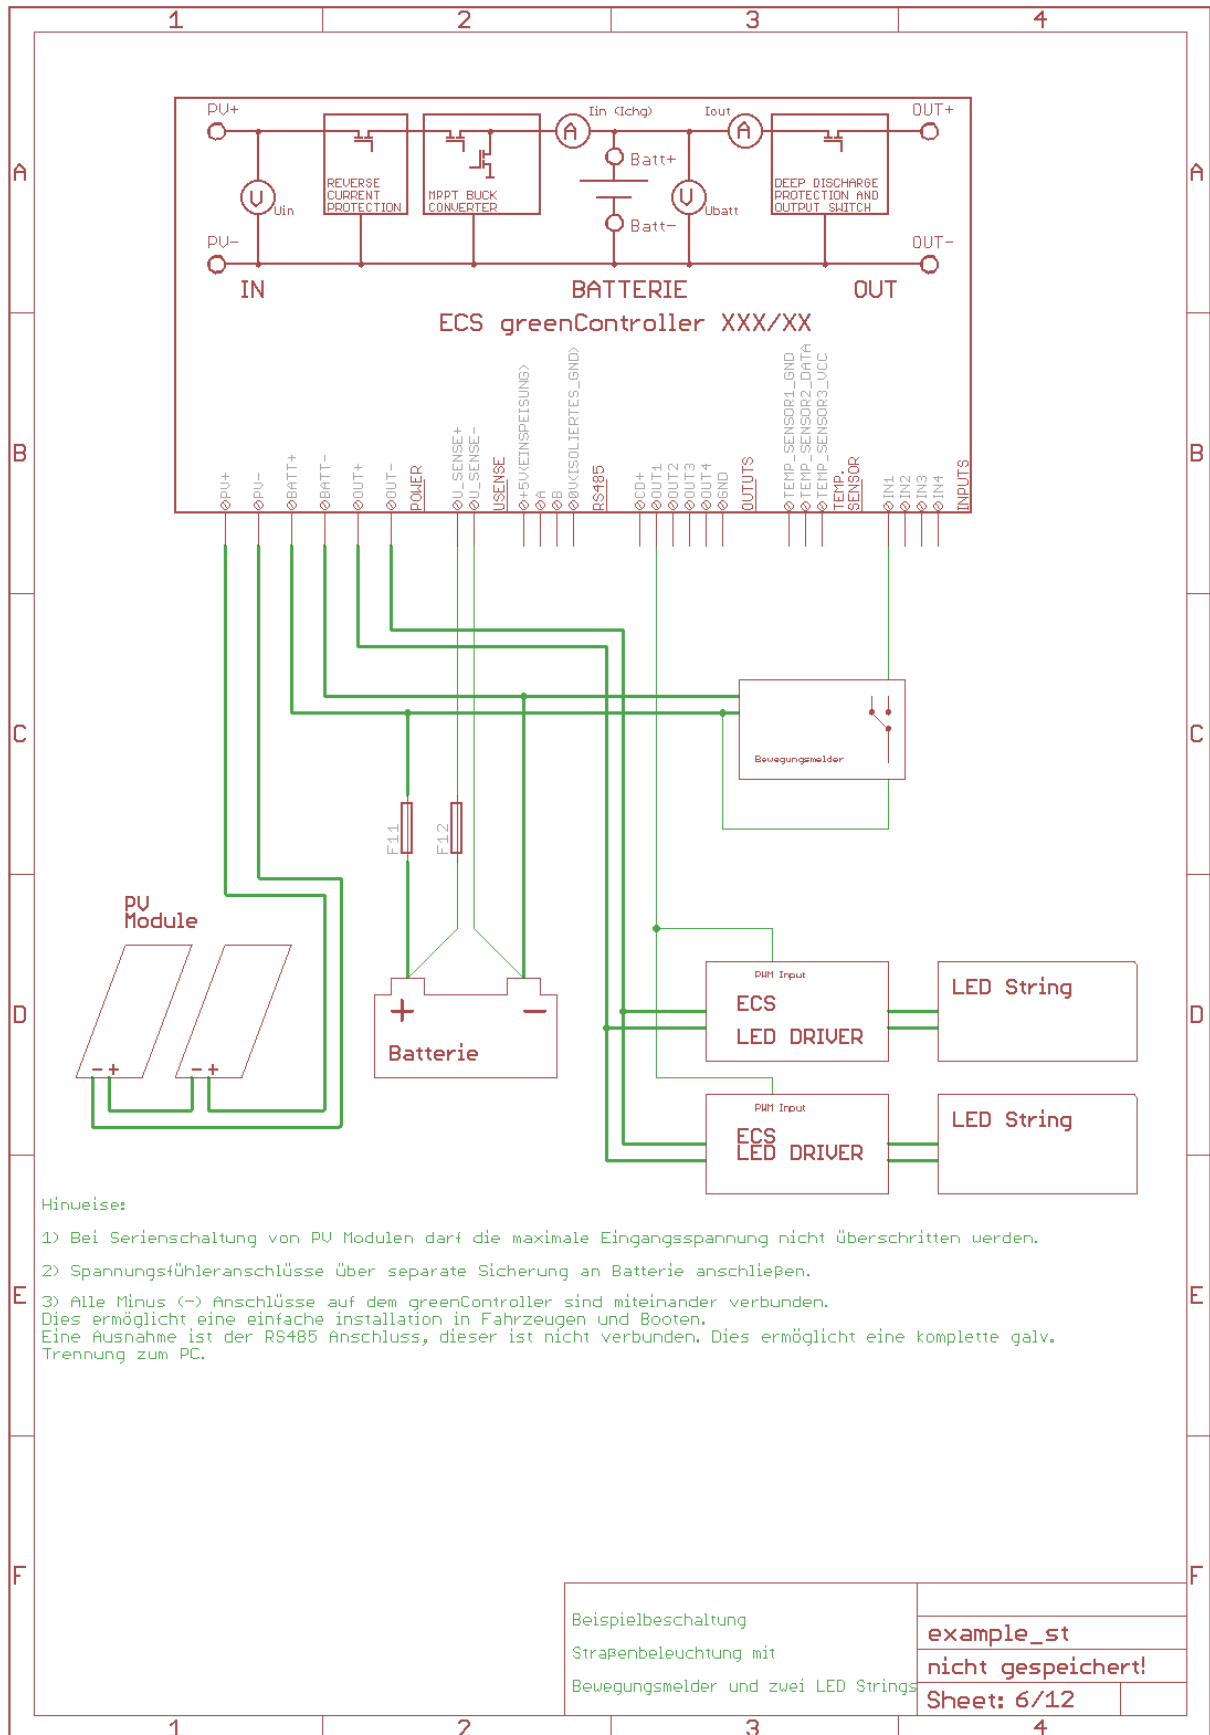 1 2 3 4
PV+
Iin (Ichg)
Iout
OUT+
A
A
A
A
Batt+
REVERSE
CURRENT
PROTECTION
MPPT BUCK
CONVERTER
DEEP DISCHARGE
PROTECTION AND
OUTPUT SWITCH
V
Uin
V
Ubatt
Batt-
PV-
OUT-
IN
BATTERIE
OUT
ECS greenController XXX/XX
B
B
PV+
PV-
BATT+
BATT-
OUT+
OUT-
POWER
U_SENSE+
U_SENSE-
USENSE
+5V(EINSPEISUNG)
A
B
0V(ISOLIERTES_GND)
RS485
CD+
OUT1
OUT2
OUT3
OUT4
GND
OUTUTS
TEMP_SENSOR1_GND
TEMP_SENSOR2_DATA
TEMP_SENSOR3_VCC
TEMP.
SENSOR
IN1
IN2
IN3
IN4
INPUTS
C
C
Bewegungsmelder
F11
F12
PV
Module
D
D
- +
- +
+
-
Batterie
PWM Input
ECS
LED DRIVER
LED String
PWM Input
ECS
LED DRIVER
LED String
E
E
Hinweise:
1) Bei Serienschaltung von PV Modulen darf die maximale Eingangsspannung nicht überschritten werden.
2) Spannungsfühleranschlüsse über separate Sicherung an Batterie anschließen.
3) Alle Minus (-) Anschlüsse auf dem greenController sind miteinander verbunden.
Dies ermöglicht eine einfache installation in Fahrzeugen und Booten.
Eine Ausnahme ist der RS485 Anschluss, dieser ist nicht verbunden. Dies ermöglicht eine komplette galv.
Trennung zum PC.
F
F
Beispielbeschaltung
Straßenbeleuchtung mit
Bewegungsmelder und zwei LED Strings
example_st
nicht gespeichert!
Sheet: 6/12
1 2 3 4